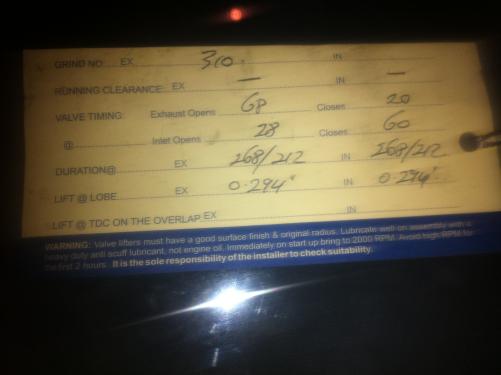 GRIND NO: EX 310 IN
RUNNING CLEARANCE: EX — IN —
VALVE TIMING: Exhaust Opens 68 Closes 20
@ Inlet Opens 28 Closes 60
DURATION@ EX 268/212 IN 268/212
LIFT @ LOBE EX 0.294" IN 0.294"
LIFT @ TDC ON THE OVERLAP EX IN
WARNING: Valve lifters must have a good surface finish & original radius. Lubricate well on assembly with a
heavy duty anti scuff lubricant, not engine oil. Immediately on start up bring to 2000 RPM. Avoid high RPM for
the first 2 hours. It is the sole responsibility of the installer to check suitability.